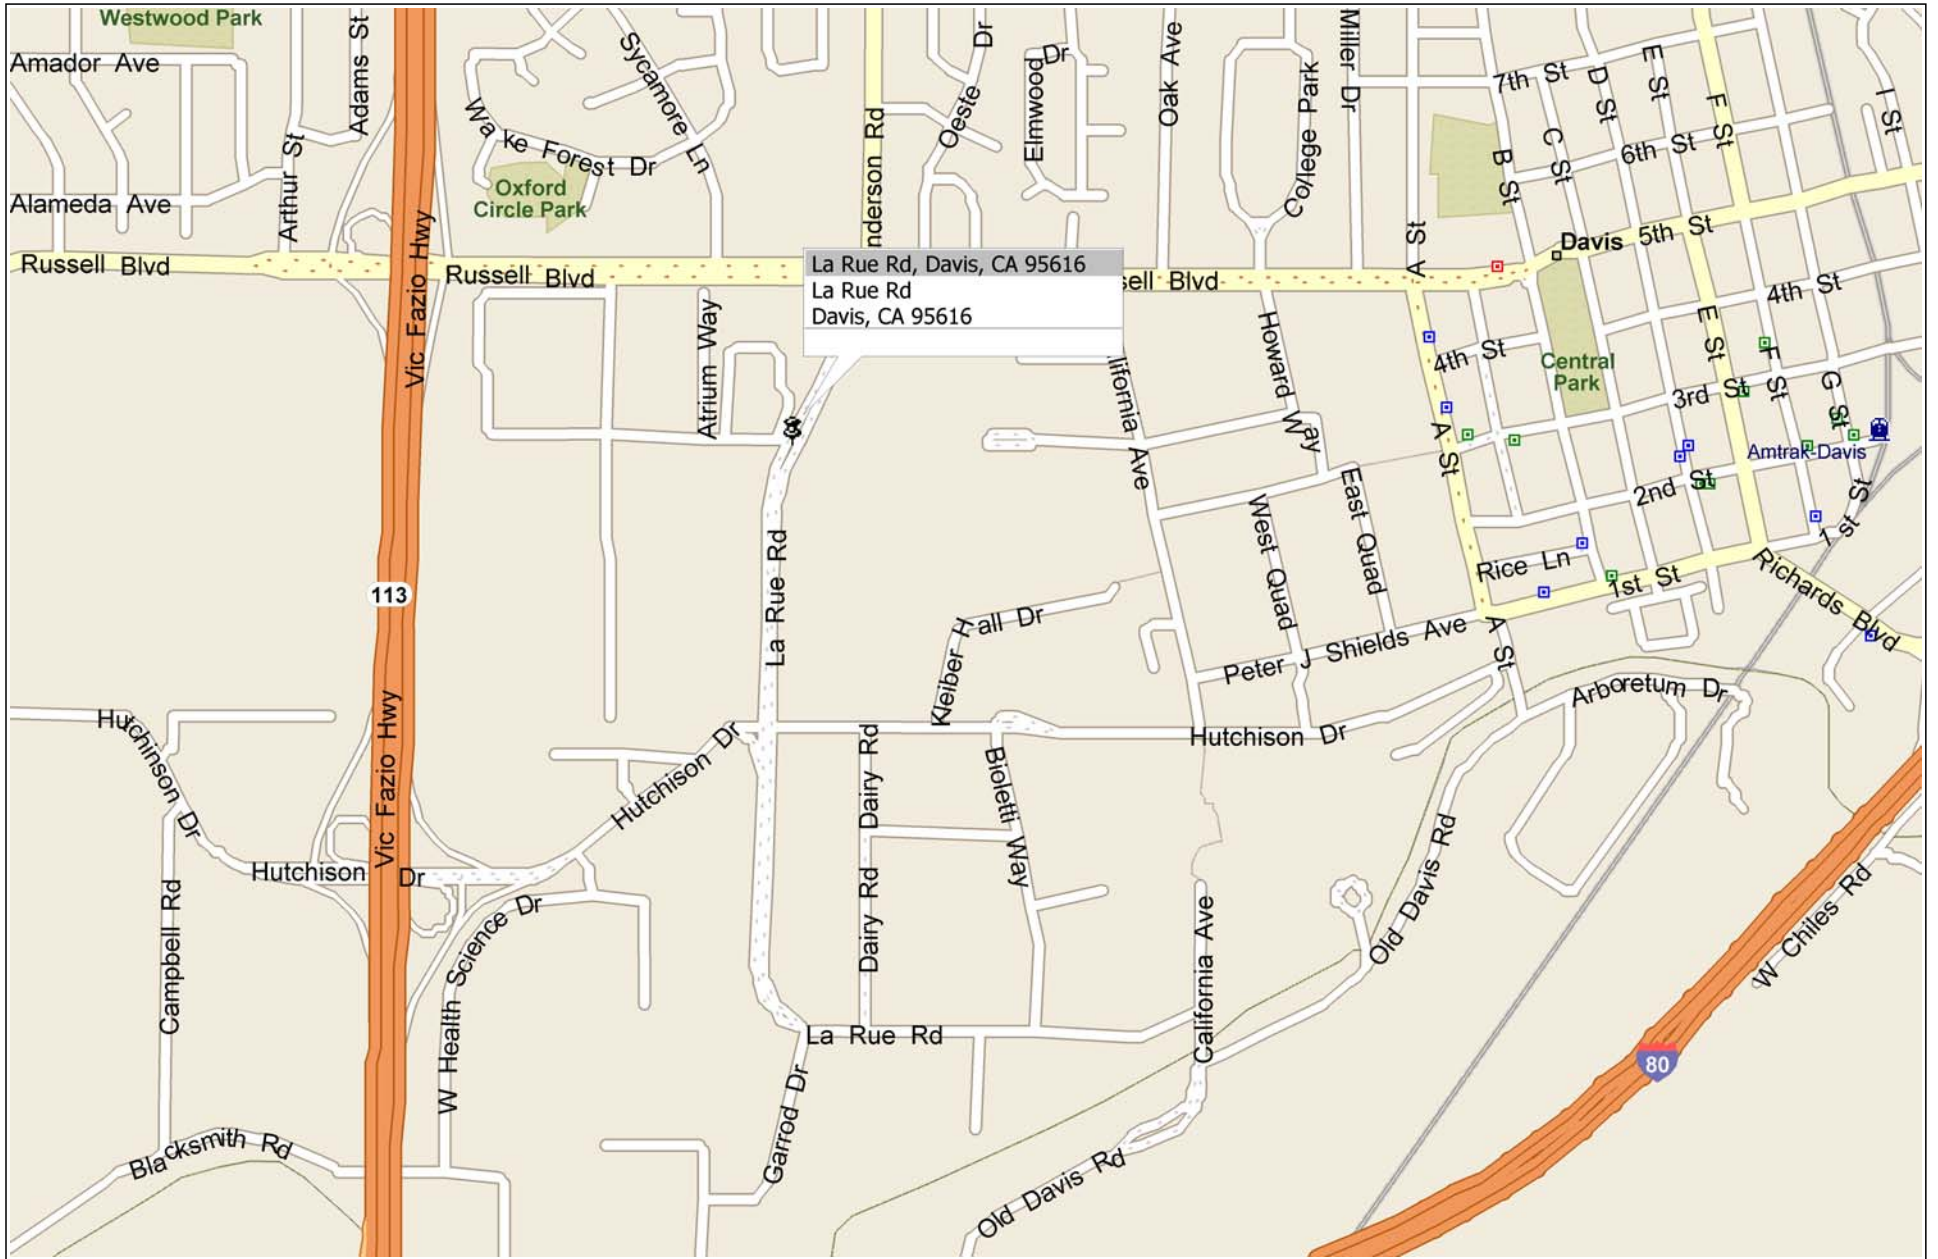 Westwood Park
Amador Ave
Adams St
Arthur St
Alameda Ave
Wake Forest Dr
Sycamore Ln
Oxford
Circle Park
nderson Rd
Oeste Dr
Elmwood Dr
Oak Ave
College Park
Miller Dr
A St
7th St
B St
C St
D St
E St
F St
I St
6th St
5th St
Davis
Russell Blvd
Russell Blvd
sell Blvd
Vic Fazio Hwy
La Rue Rd, Davis, CA 95616
La Rue Rd
Davis, CA 95616
Atrium Way
lifornia Ave
Howard Way
4th St
4th St
Central
Park
E St
F St
G St
3rd St
A St
Amtrak-Davis
2nd St
1st St
East Quad
West Quad
Rice Ln
1st St
Richards Blvd
113
La Rue Rd
Kleiber Hall Dr
Peter J Shields Ave
A St
Arboretum Dr
Hutchinson Dr
Vic Fazio Hwy
Hutchison Dr
Hutchison Dr
Dairy Rd
Bioletti Way
Hutchison Dr
Campbell Rd
W Health Science Dr
Dairy Rd
Old Davis Rd
W Chiles Rd
California Ave
La Rue Rd
80
Garrod Dr
Blacksmith Rd
Old Davis Rd